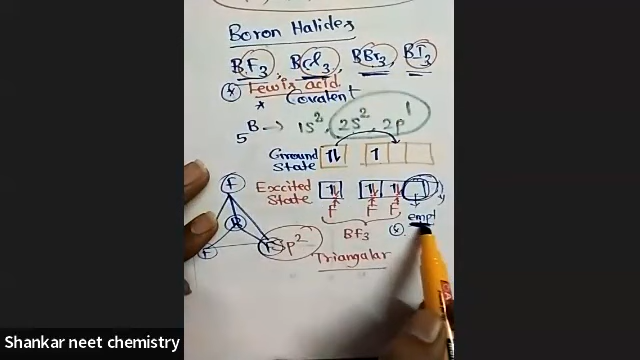 Boron Halides
BF3, BCl3, BBr3, BI3
Lewis acid
* Covalent
5B → 1s2, 2s2, 2p1
Ground State ⇅ ↑
Excited State
F F F empt
BF3
F
B
F F sp2
Triangular
Shankar neet chemistry